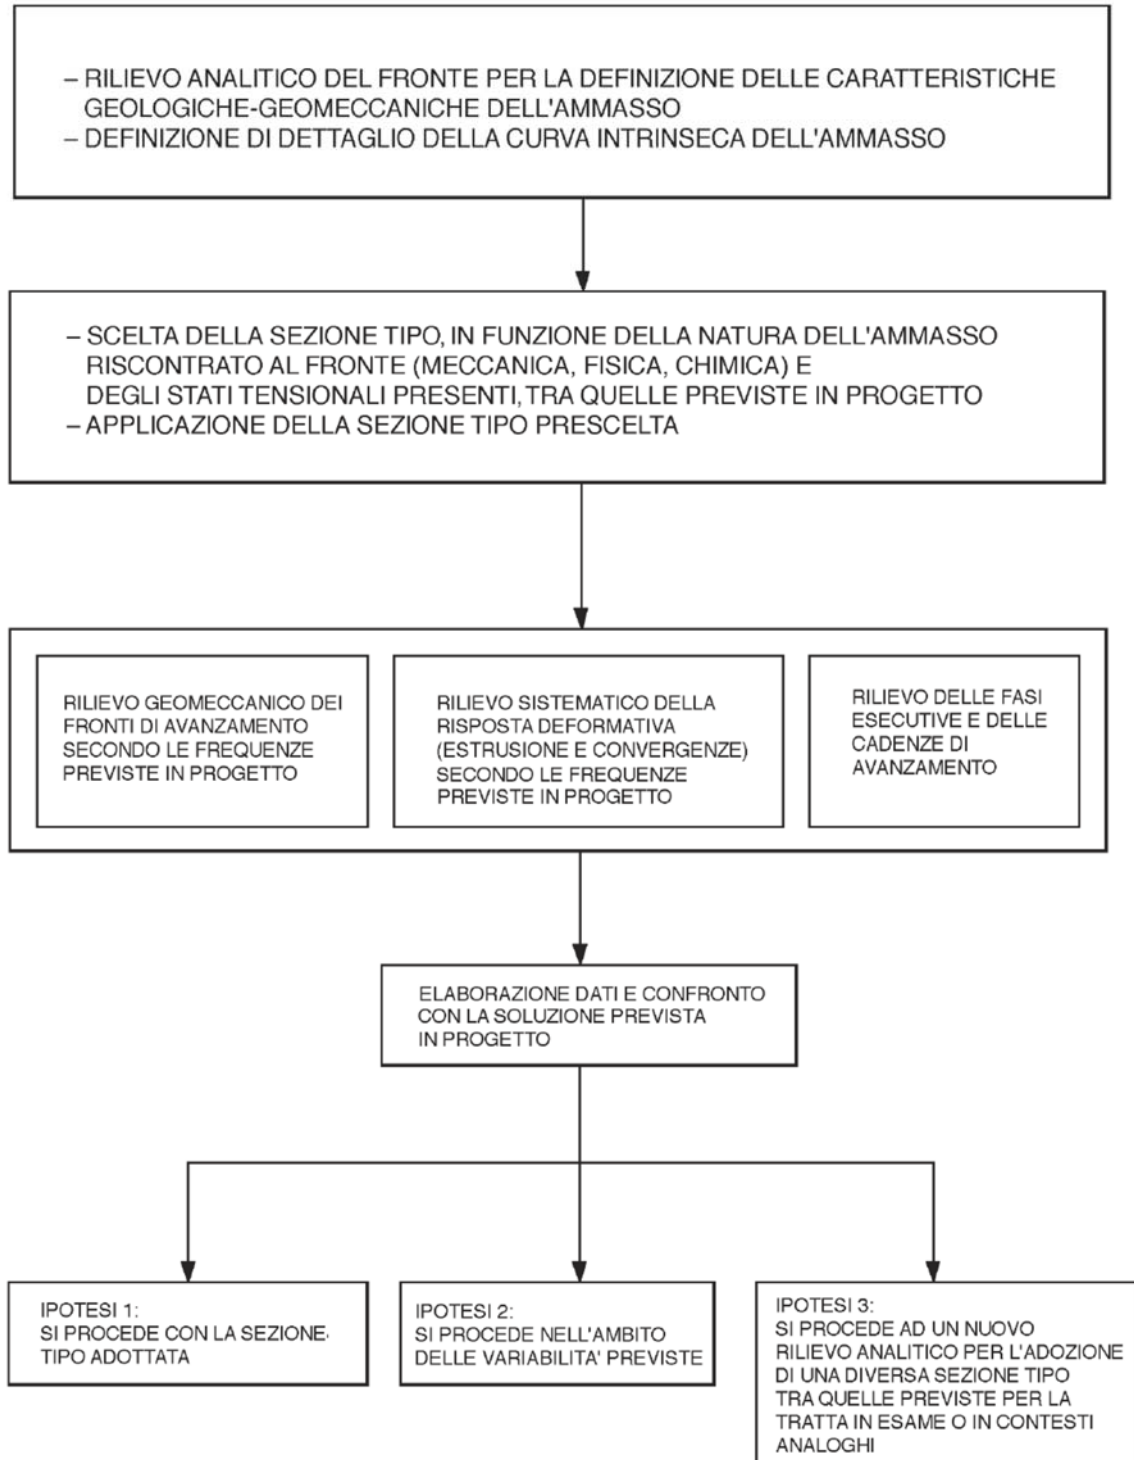 – RILIEVO ANALITICO DEL FRONTE PER LA DEFINIZIONE DELLE CARATTERISTICHE
GEOLOGICHE-GEOMECCANICHE DELL'AMMASSO
– DEFINIZIONE DI DETTAGLIO DELLA CURVA INTRINSECA DELL'AMMASSO
– SCELTA DELLA SEZIONE TIPO, IN FUNZIONE DELLA NATURA DELL'AMMASSO
RISCONTRATO AL FRONTE (MECCANICA, FISICA, CHIMICA) E
DEGLI STATI TENSIONALI PRESENTI, TRA QUELLE PREVISTE IN PROGETTO
– APPLICAZIONE DELLA SEZIONE TIPO PRESCELTA
RILIEVO GEOMECCANICO DEI
FRONTI DI AVANZAMENTO
SECONDO LE FREQUENZE
PREVISTE IN PROGETTO
RILIEVO SISTEMATICO DELLA
RISPOSTA DEFORMATIVA
(ESTRUSIONE E CONVERGENZE)
SECONDO LE FREQUENZE
PREVISTE IN PROGETTO
RILIEVO DELLE FASI
ESECUTIVE E DELLE
CADENZE DI
AVANZAMENTO
ELABORAZIONE DATI E CONFRONTO
CON LA SOLUZIONE PREVISTA
IN PROGETTO
IPOTESI 1:
SI PROCEDE CON LA SEZIONE
TIPO ADOTTATA
IPOTESI 2:
SI PROCEDE NELL'AMBITO
DELLE VARIABILITA' PREVISTE
IPOTESI 3:
SI PROCEDE AD UN NUOVO
RILIEVO ANALITICO PER L'ADOZIONE
DI UNA DIVERSA SEZIONE TIPO
TRA QUELLE PREVISTE PER LA
TRATTA IN ESAME O IN CONTESTI
ANALOGHI